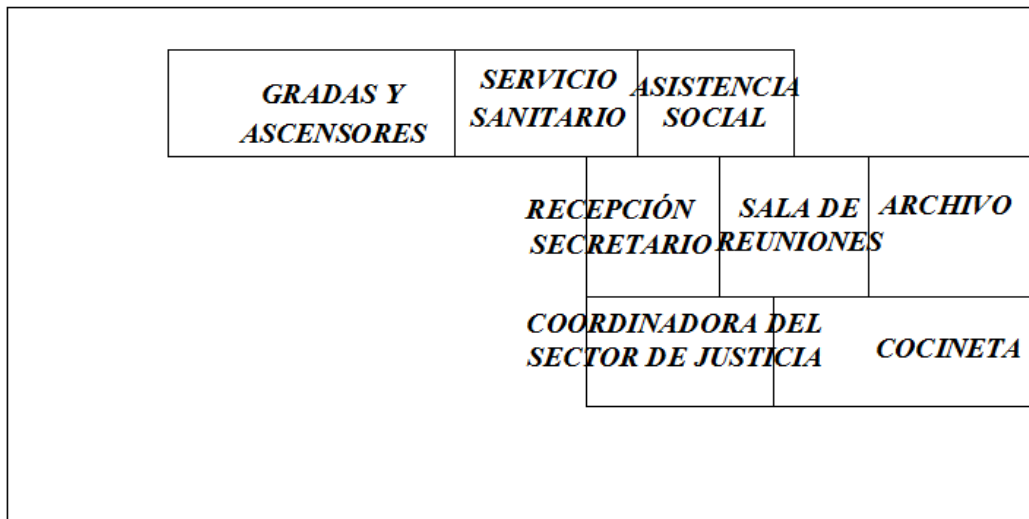 GRADAS Y
ASCENSORES
SERVICIO
SANITARIO
ASISTENCIA
SOCIAL
RECEPCIÓN
SECRETARIO
SALA DE
REUNIONES
ARCHIVO
COORDINADORA DEL
SECTOR DE JUSTICIA
COCINETA